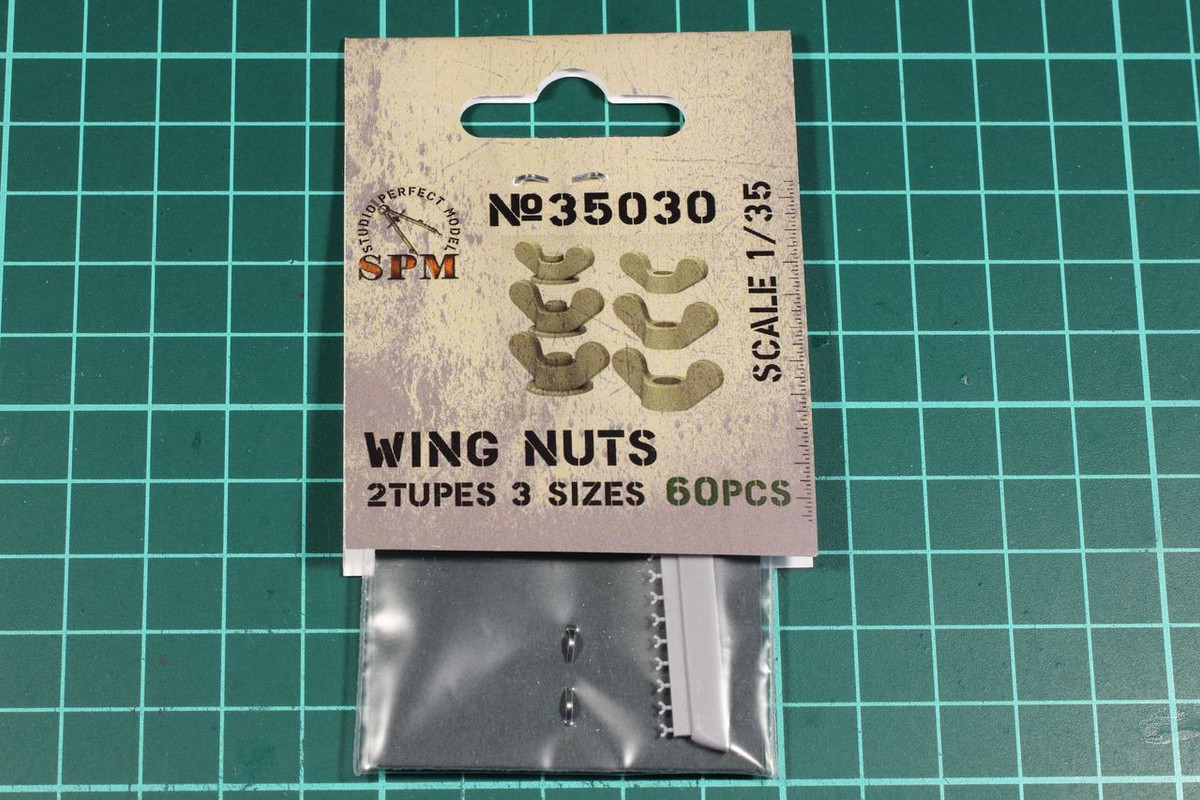 №35030
STUDIO PERFECT MODEL
SPM
SCALE 1/35
WING NUTS
2TUPES 3 SIZES 60PCS